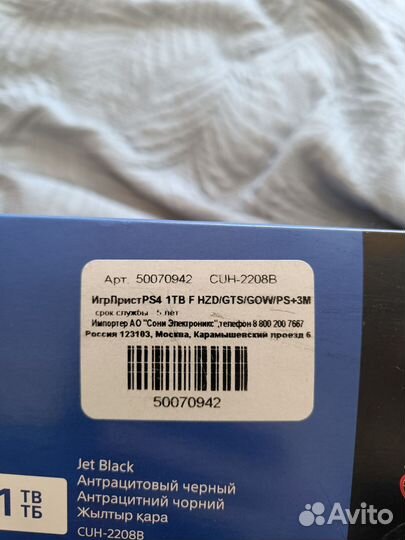 Арт. 50070942 CUH-2208B
ИгрПристPS4 1TB F HZD/GTS/GOW/PS+3M
срок службы 5 лет
Импортер АО "Сони Электроникс",телефон 8 800 200 7667
Россия 123103, Москва, Карамышевский проезд 6
50070942
1 TB
ТБ
Jet Black
Антрацитовый черный
Антрацитний чорний
Жылтыр қара
CUH-2208B
Avito